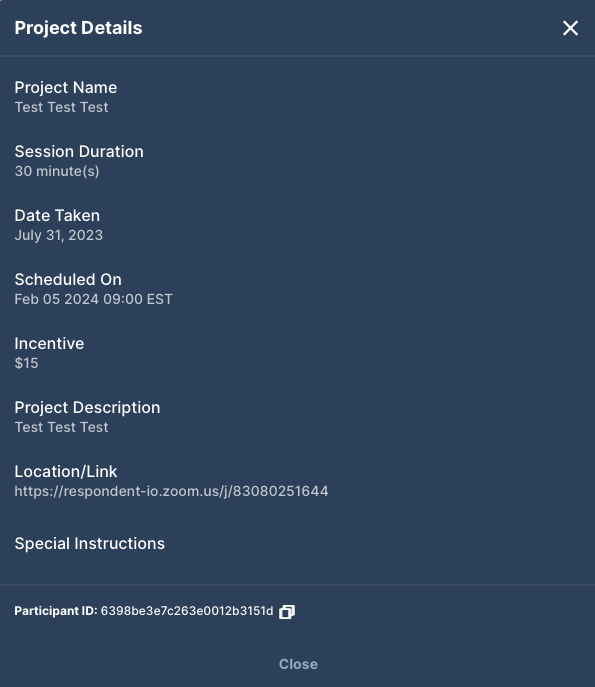 Project Details
Project Name
Test Test Test
Session Duration
30 minute(s)
Date Taken
July 31, 2023
Scheduled On
Feb 05 2024 09:00 EST
Incentive
$15
Project Description
Test Test Test
Location/Link
https://respondent-io.zoom.us/j/83080251644
Special Instructions
Participant ID: 6398be3e7c263e0012b3151d
Close